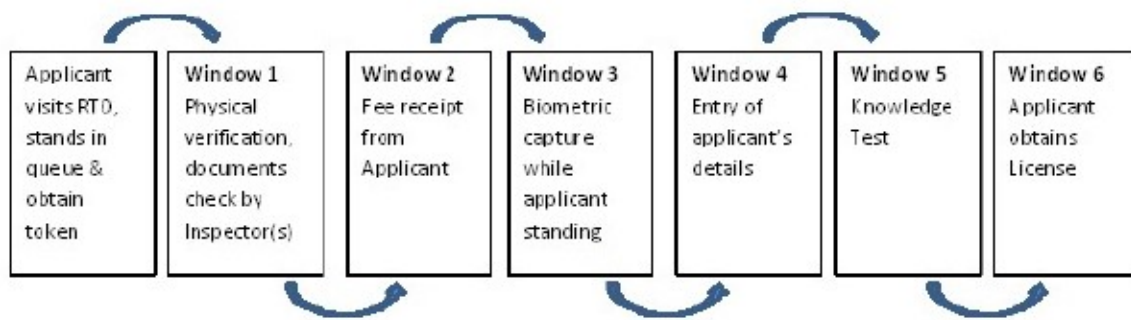 Applicant
visits RTO,
stands in
queue &
obtain
token
Window 1
Physical
verification,
documents
check by
Inspector(s)
Window 2
Fee receipt
from
Applicant
Window 3
Biometric
capture
while
applicant
standing
Window 4
Entry of
applicant's
details
Window 5
Knowledge
Test
Window 6
Applicant
obtains
License